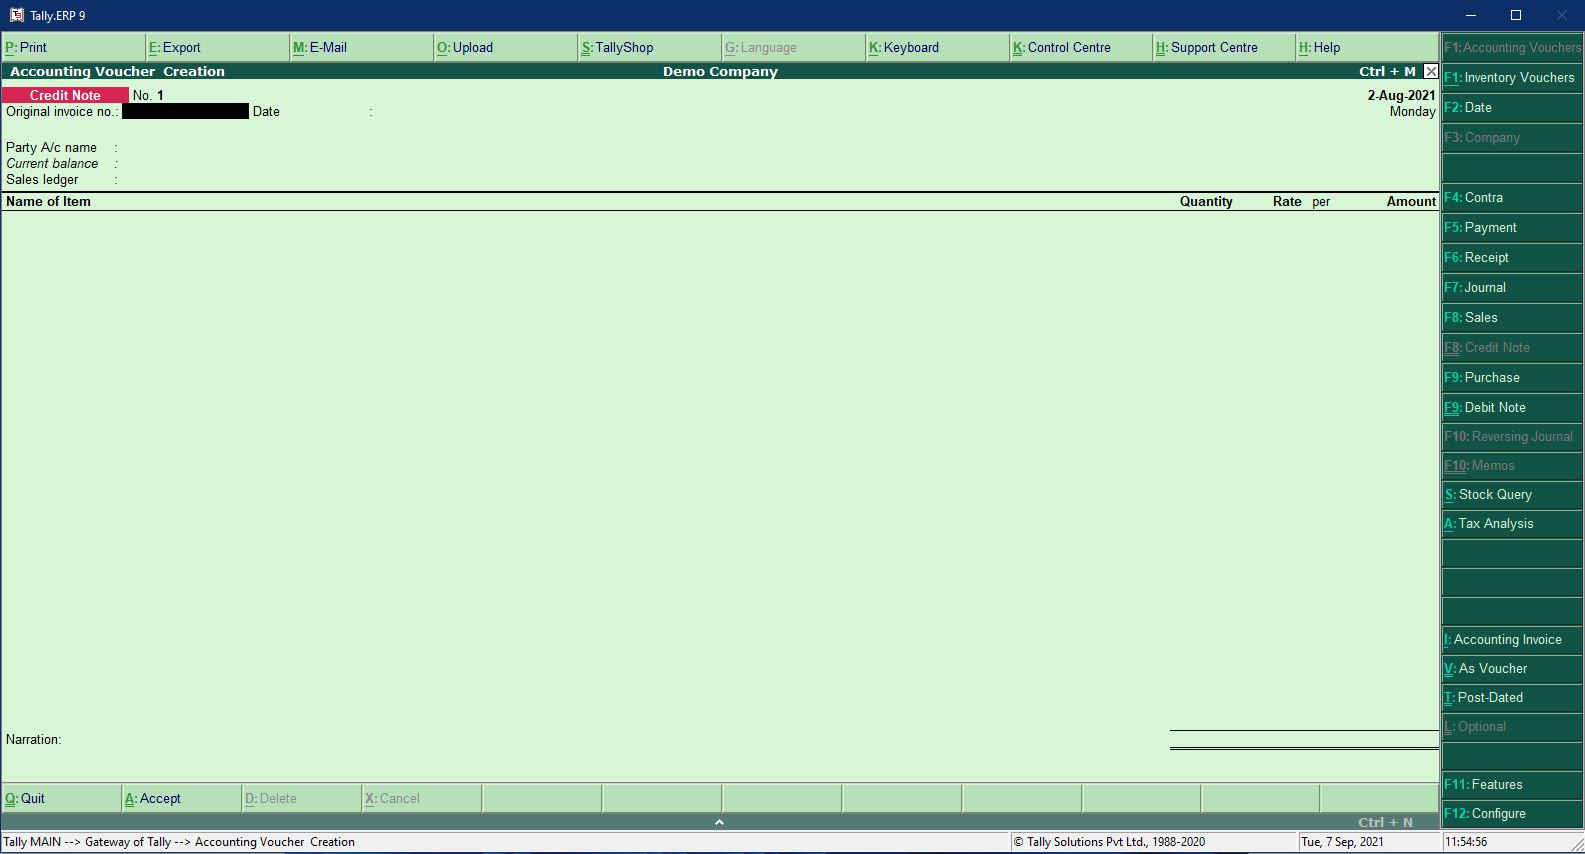 Tally.ERP 9
P: Print E: Export M: E-Mail O: Upload S: TallyShop G: Language K: Keyboard K: Control Centre H: Support Centre H: Help
Accounting Voucher Creation Demo Company Ctrl + M
Credit Note No. 1 2-Aug-2021
Original invoice no.: Date : Monday
Party A/c name :
Current balance :
Sales ledger :
Name of Item Quantity Rate per Amount
Narration:
Q: Quit A: Accept D: Delete X: Cancel
Ctrl + N
F1: Accounting Vouchers
F1: Inventory Vouchers
F2: Date
F3: Company
F4: Contra
F5: Payment
F6: Receipt
F7: Journal
F8: Sales
F8: Credit Note
F9: Purchase
F9: Debit Note
F10: Reversing Journal
F10: Memos
S: Stock Query
A: Tax Analysis
I: Accounting Invoice
V: As Voucher
T: Post-Dated
L: Optional
F11: Features
F12: Configure
Tally MAIN --> Gateway of Tally --> Accounting Voucher Creation © Tally Solutions Pvt Ltd., 1988-2020 Tue, 7 Sep, 2021 11:54:56